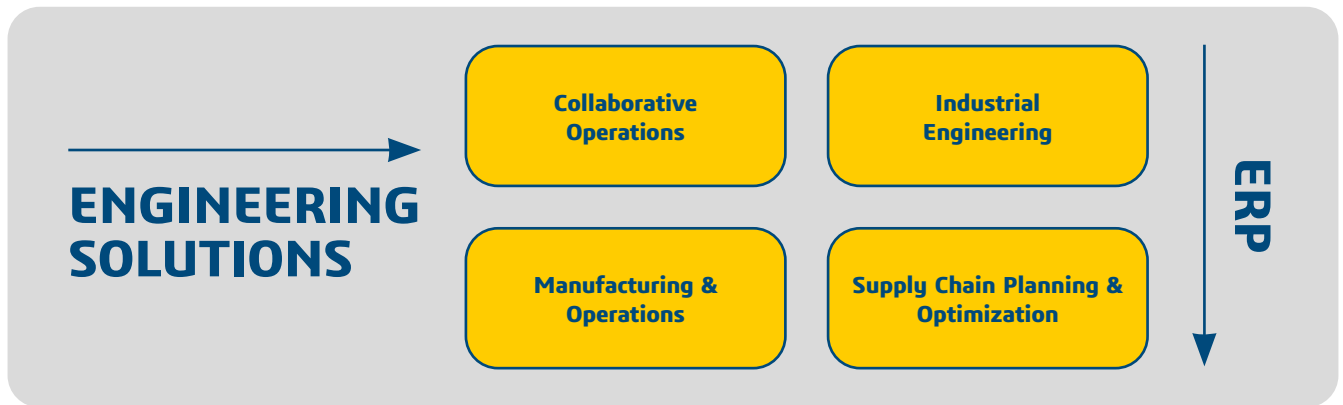 ENGINEERING
SOLUTIONS
Collaborative
Operations
Industrial
Engineering
Manufacturing &
Operations
Supply Chain Planning &
Optimization
ERP